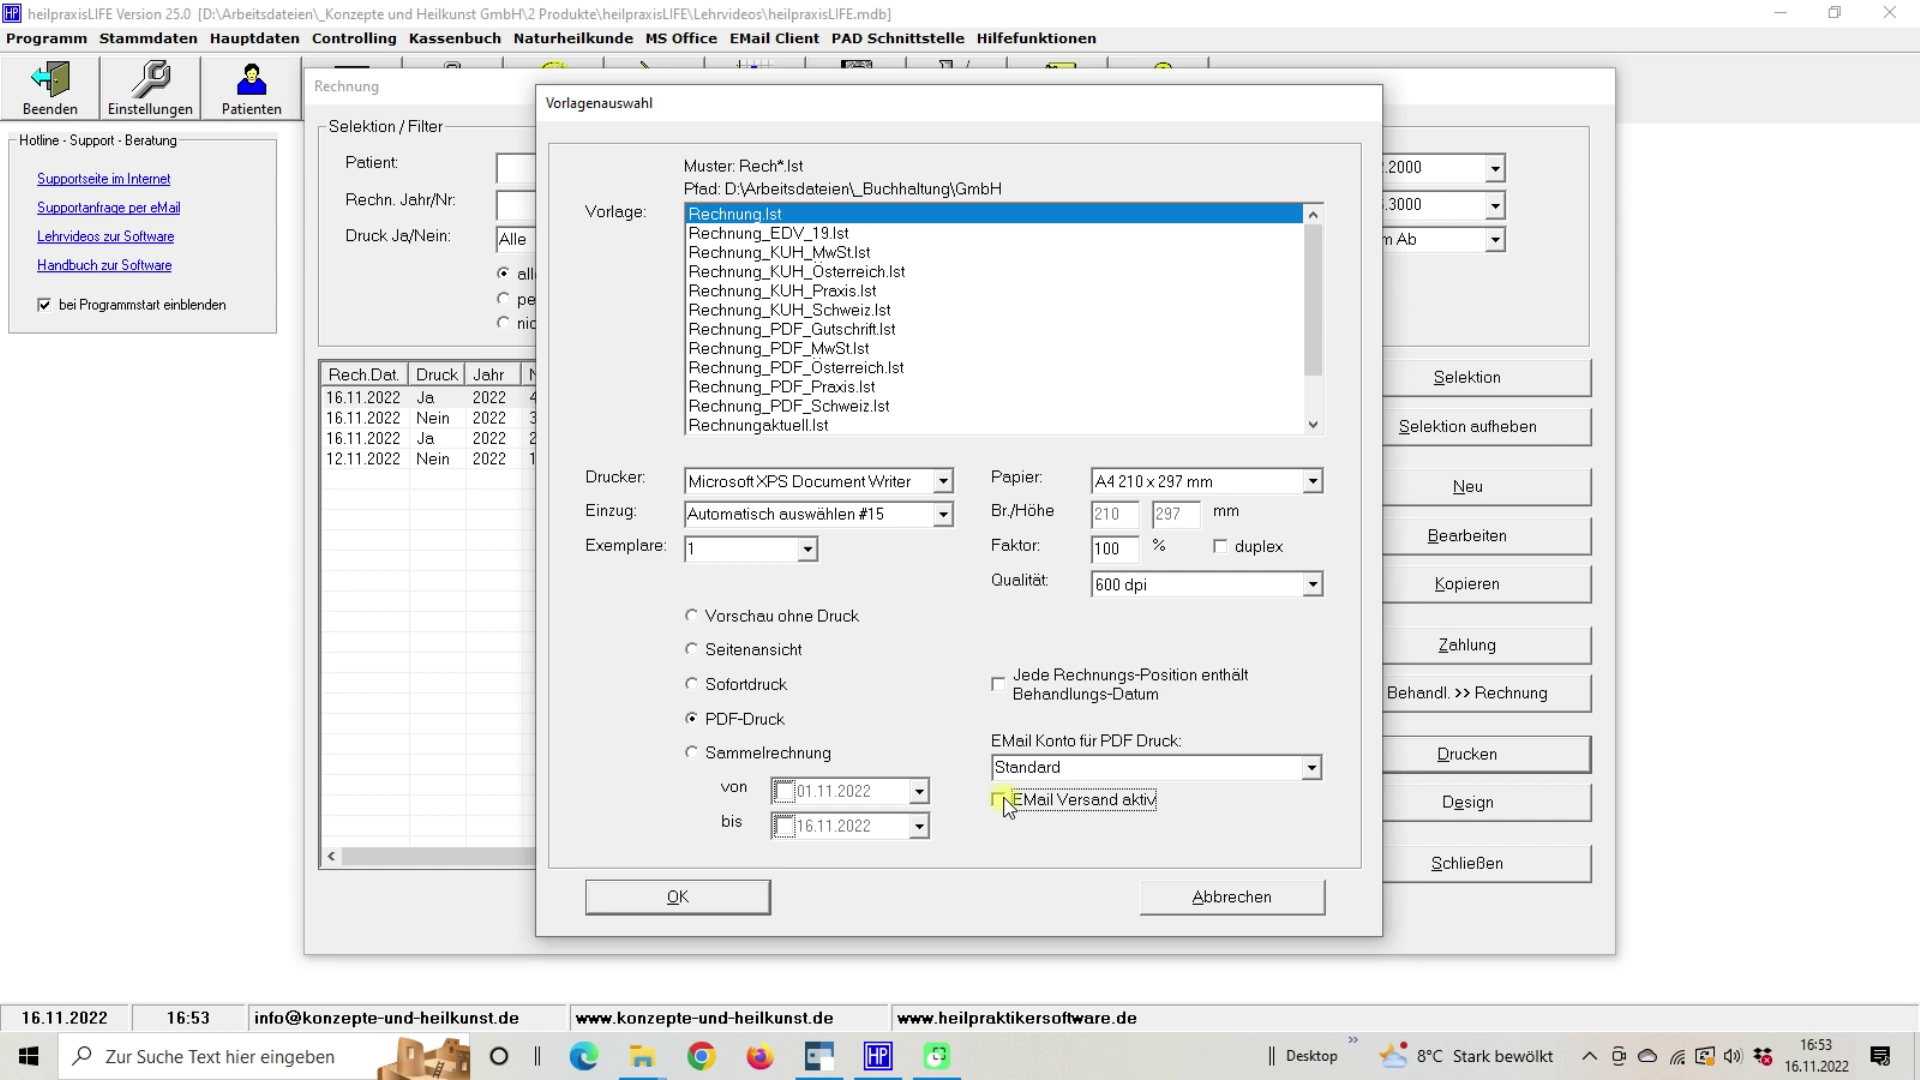 heilpraxisLIFE Version 25.0 [D:\Arbeitsdateien\_Konzepte und Heilkunst GmbH\2 Produkte\heilpraxisLIFE\Lehrvideos\heilpraxisLIFE.mdb]
Programm Stammdaten Hauptdaten Controlling Kassenbuch Naturheilkunde MS Office EMail Client PAD Schnittstelle Hilfefunktionen
Beenden Einstellungen Patienten
Hotline - Support - Beratung
Supportseite im Internet
Supportanfrage per eMail
Lehrvideos zur Software
Handbuch zur Software
bei Programmstart einblenden
Rechnung
Selektion / Filter
Patient:
Rechn. Jahr/Nr:
Druck Ja/Nein: Alle
Rech.Dat. Druck Jahr
16.11.2022 Ja 2022 4
16.11.2022 Nein 2022 3
16.11.2022 Ja 2022 2
12.11.2022 Nein 2022 1
Vorlagenauswahl
Muster: Rech*.lst
Pfad: D:\Arbeitsdateien\_Buchhaltung\GmbH
Vorlage:
Rechnung.lst
Rechnung_EDV_19.lst
Rechnung_KUH_MwSt.lst
Rechnung_KUH_Österreich.lst
Rechnung_KUH_Praxis.lst
Rechnung_KUH_Schweiz.lst
Rechnung_PDF_Gutschrift.lst
Rechnung_PDF_MwSt.lst
Rechnung_PDF_Österreich.lst
Rechnung_PDF_Praxis.lst
Rechnung_PDF_Schweiz.lst
Rechnungaktuell.lst
Drucker: Microsoft XPS Document Writer
Einzug: Automatisch auswählen #15
Exemplare: 1
Papier: A4 210 x 297 mm
Br./Höhe 210 297 mm
Faktor: 100 % duplex
Qualität: 600 dpi
Vorschau ohne Druck
Seitenansicht
Sofortdruck
PDF-Druck
Sammelrechnung
von 01.11.2022
bis 16.11.2022
Jede Rechnungs-Position enthält
Behandlungs-Datum
EMail Konto für PDF Druck:
Standard
EMail Versand aktiv
OK Abbrechen
.2000
.3000
m Ab
Selektion
Selektion aufheben
Neu
Bearbeiten
Kopieren
Zahlung
Behandl. >> Rechnung
Drucken
Design
Schließen
16.11.2022 16:53 info@konzepte-und-heilkunst.de www.konzepte-und-heilkunst.de www.heilpraktikersoftware.de
Zur Suche Text hier eingeben
HP
Desktop
8°C Stark bewölkt
16:53
16.11.2022